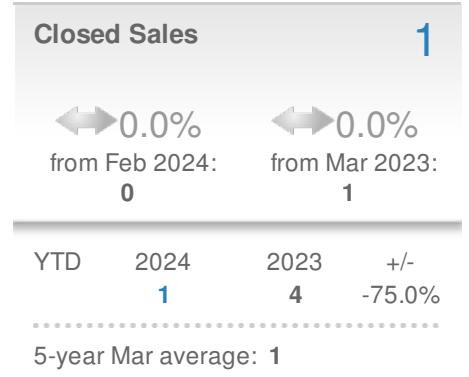 Closed Sales 1
0.0% 0.0%
from Feb 2024: from Mar 2023:
0 1
YTD 2024 2023 +/-
1 4 -75.0%
5-year Mar average: 1